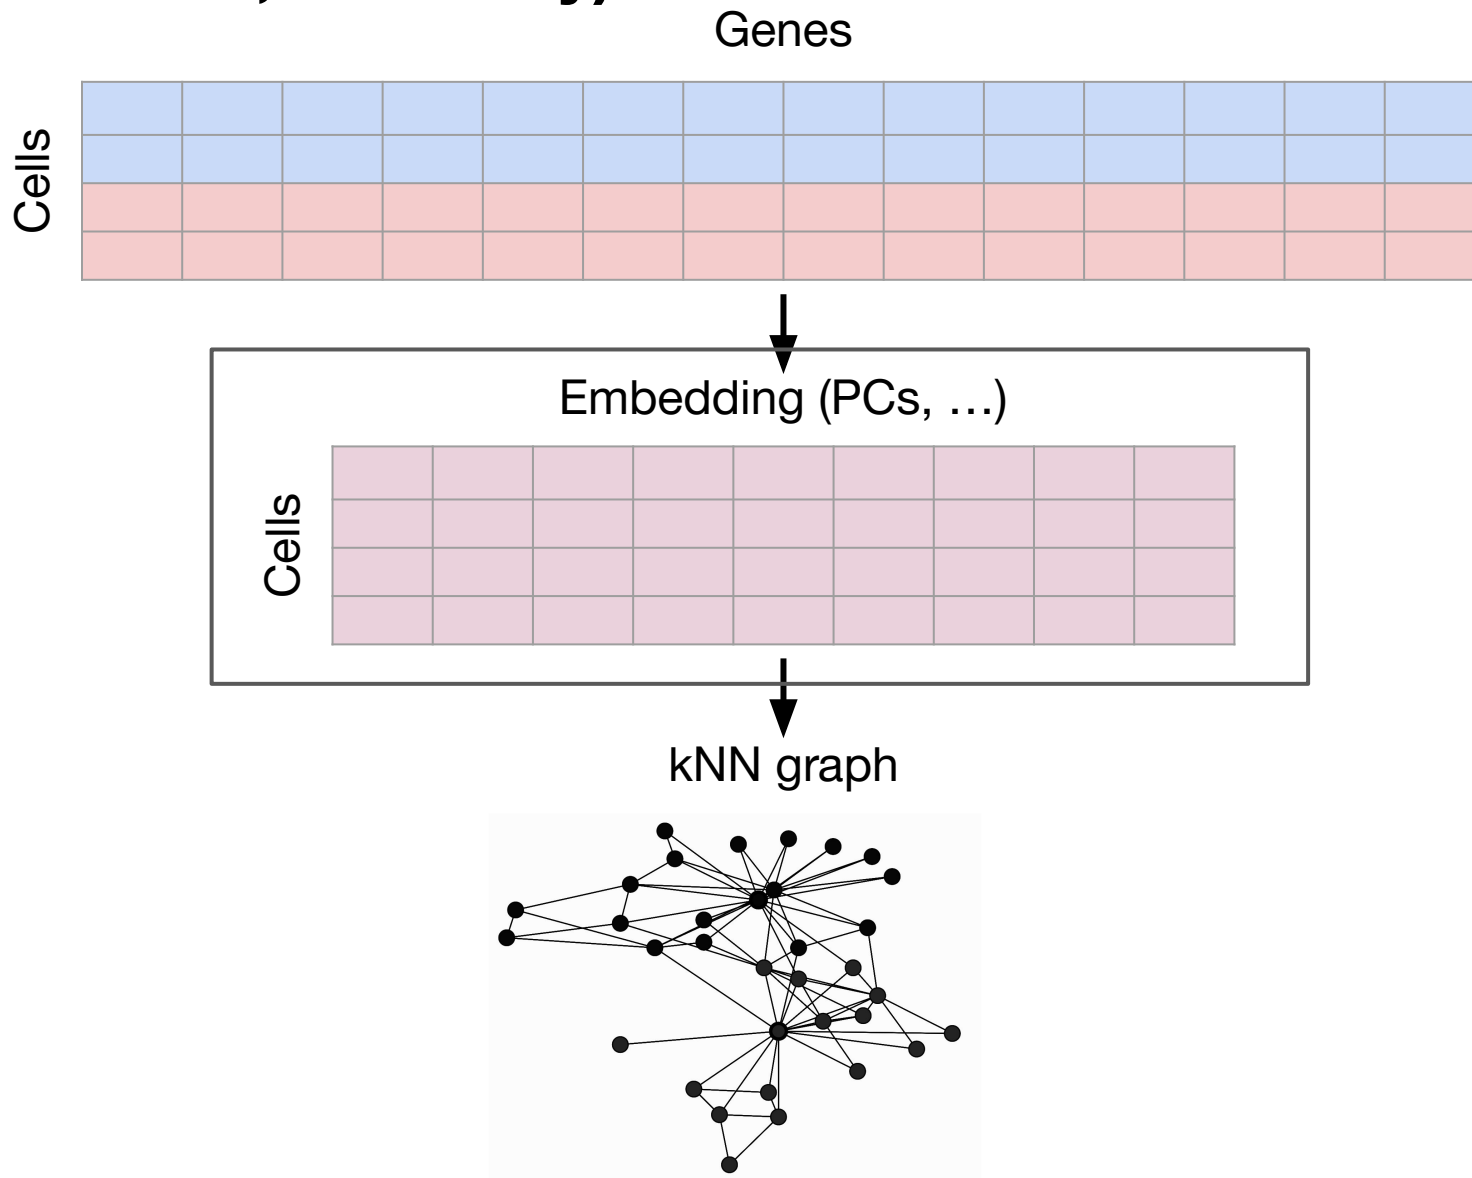 Genes
Cells
Embedding (PCs, …)
Cells
kNN graph